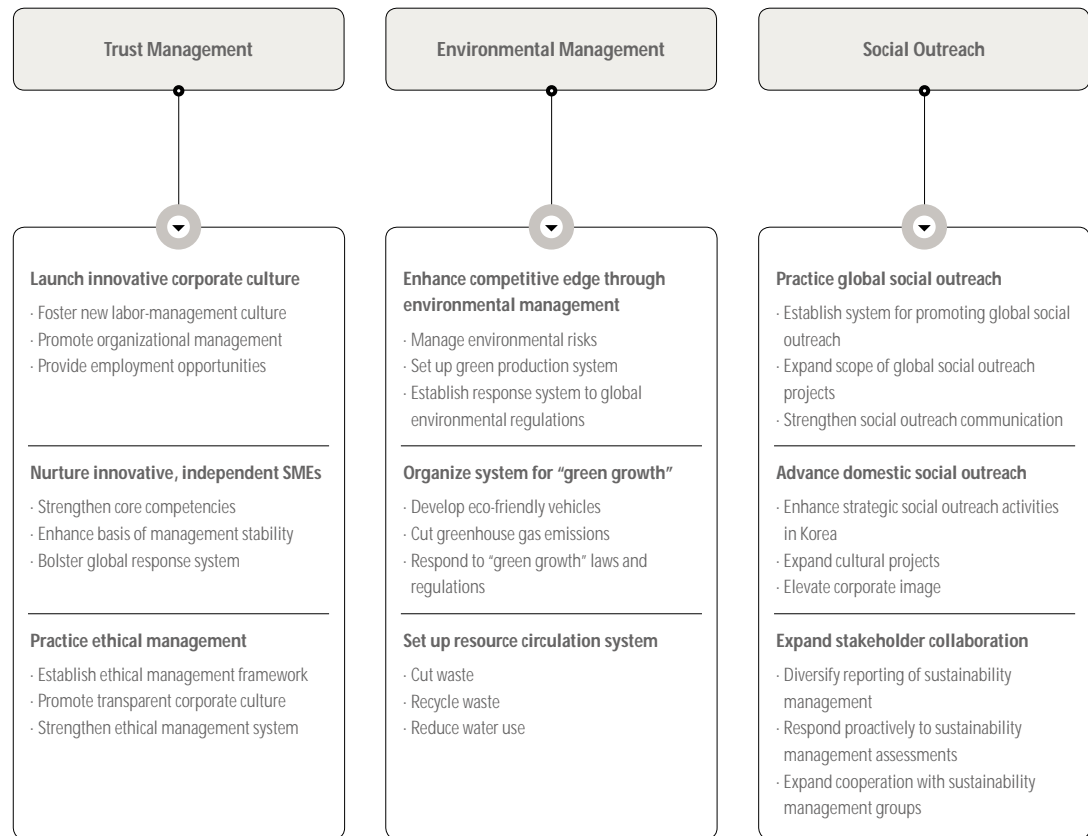 Trust Management
Launch innovative corporate culture
· Foster new labor-management culture
· Promote organizational management
· Provide employment opportunities
Nurture innovative, independent SMEs
· Strengthen core competencies
· Enhance basis of management stability
· Bolster global response system
Practice ethical management
· Establish ethical management framework
· Promote transparent corporate culture
· Strengthen ethical management system
Environmental Management
Enhance competitive edge through
environmental management
· Manage environmental risks
· Set up green production system
· Establish response system to global
environmental regulations
Organize system for “green growth”
· Develop eco-friendly vehicles
· Cut greenhouse gas emissions
· Respond to “green growth” laws and
regulations
Set up resource circulation system
· Cut waste
· Recycle waste
· Reduce water use
Social Outreach
Practice global social outreach
· Establish system for promoting global social
outreach
· Expand scope of global social outreach
projects
· Strengthen social outreach communication
Advance domestic social outreach
· Enhance strategic social outreach activities
in Korea
· Expand cultural projects
· Elevate corporate image
Expand stakeholder collaboration
· Diversify reporting of sustainability
management
· Respond proactively to sustainability
management assessments
· Expand cooperation with sustainability
management groups